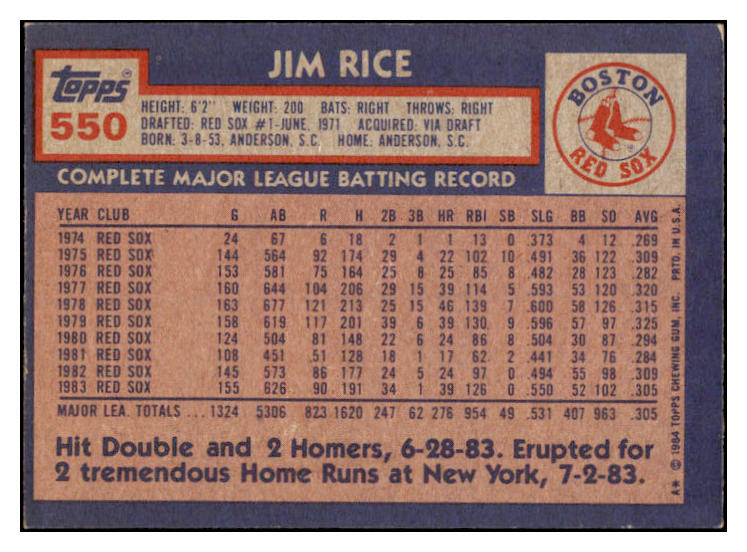 JIM RICE
topps
550
HEIGHT: 6'2" WEIGHT: 200 BATS: RIGHT THROWS: RIGHT
DRAFTED: RED SOX #1-JUNE, 1971 ACQUIRED: VIA DRAFT
BORN: 3-8-53, ANDERSON, S.C. HOME: ANDERSON, S.C.
BOSTON
RED SOX
COMPLETE MAJOR LEAGUE BATTING RECORD
YEAR CLUB G AB R H 2B 3B HR RBI SB SLG BB SO AVG
1974 RED SOX 24 67 6 18 2 1 1 13 0 .373 4 12 .269
1975 RED SOX 144 564 92 174 29 4 22 102 10 .491 36 122 .309
1976 RED SOX 153 581 75 164 25 8 25 85 8 .482 28 123 .282
1977 RED SOX 160 644 104 206 29 15 39 114 5 .593 53 120 .320
1978 RED SOX 163 677 121 213 25 15 46 139 7 .600 58 126 .315
1979 RED SOX 158 619 117 201 39 6 39 130 9 .596 57 97 .325
1980 RED SOX 124 504 81 148 22 6 24 86 8 .504 30 87 .294
1981 RED SOX 108 451 51 128 18 1 17 62 2 .441 34 76 .284
1982 RED SOX 145 573 86 177 24 5 24 97 0 .494 55 98 .309
1983 RED SOX 155 626 90 191 34 1 39 126 0 .550 52 102 .305
MAJOR LEA. TOTALS ... 1324 5306 823 1620 247 62 276 954 49 .531 407 963 .305
Hit Double and 2 Homers, 6-28-83. Erupted for
2 tremendous Home Runs at New York, 7-2-83.
A* © 1984 TOPPS CHEWING GUM, INC. PRTD. IN U.S.A.